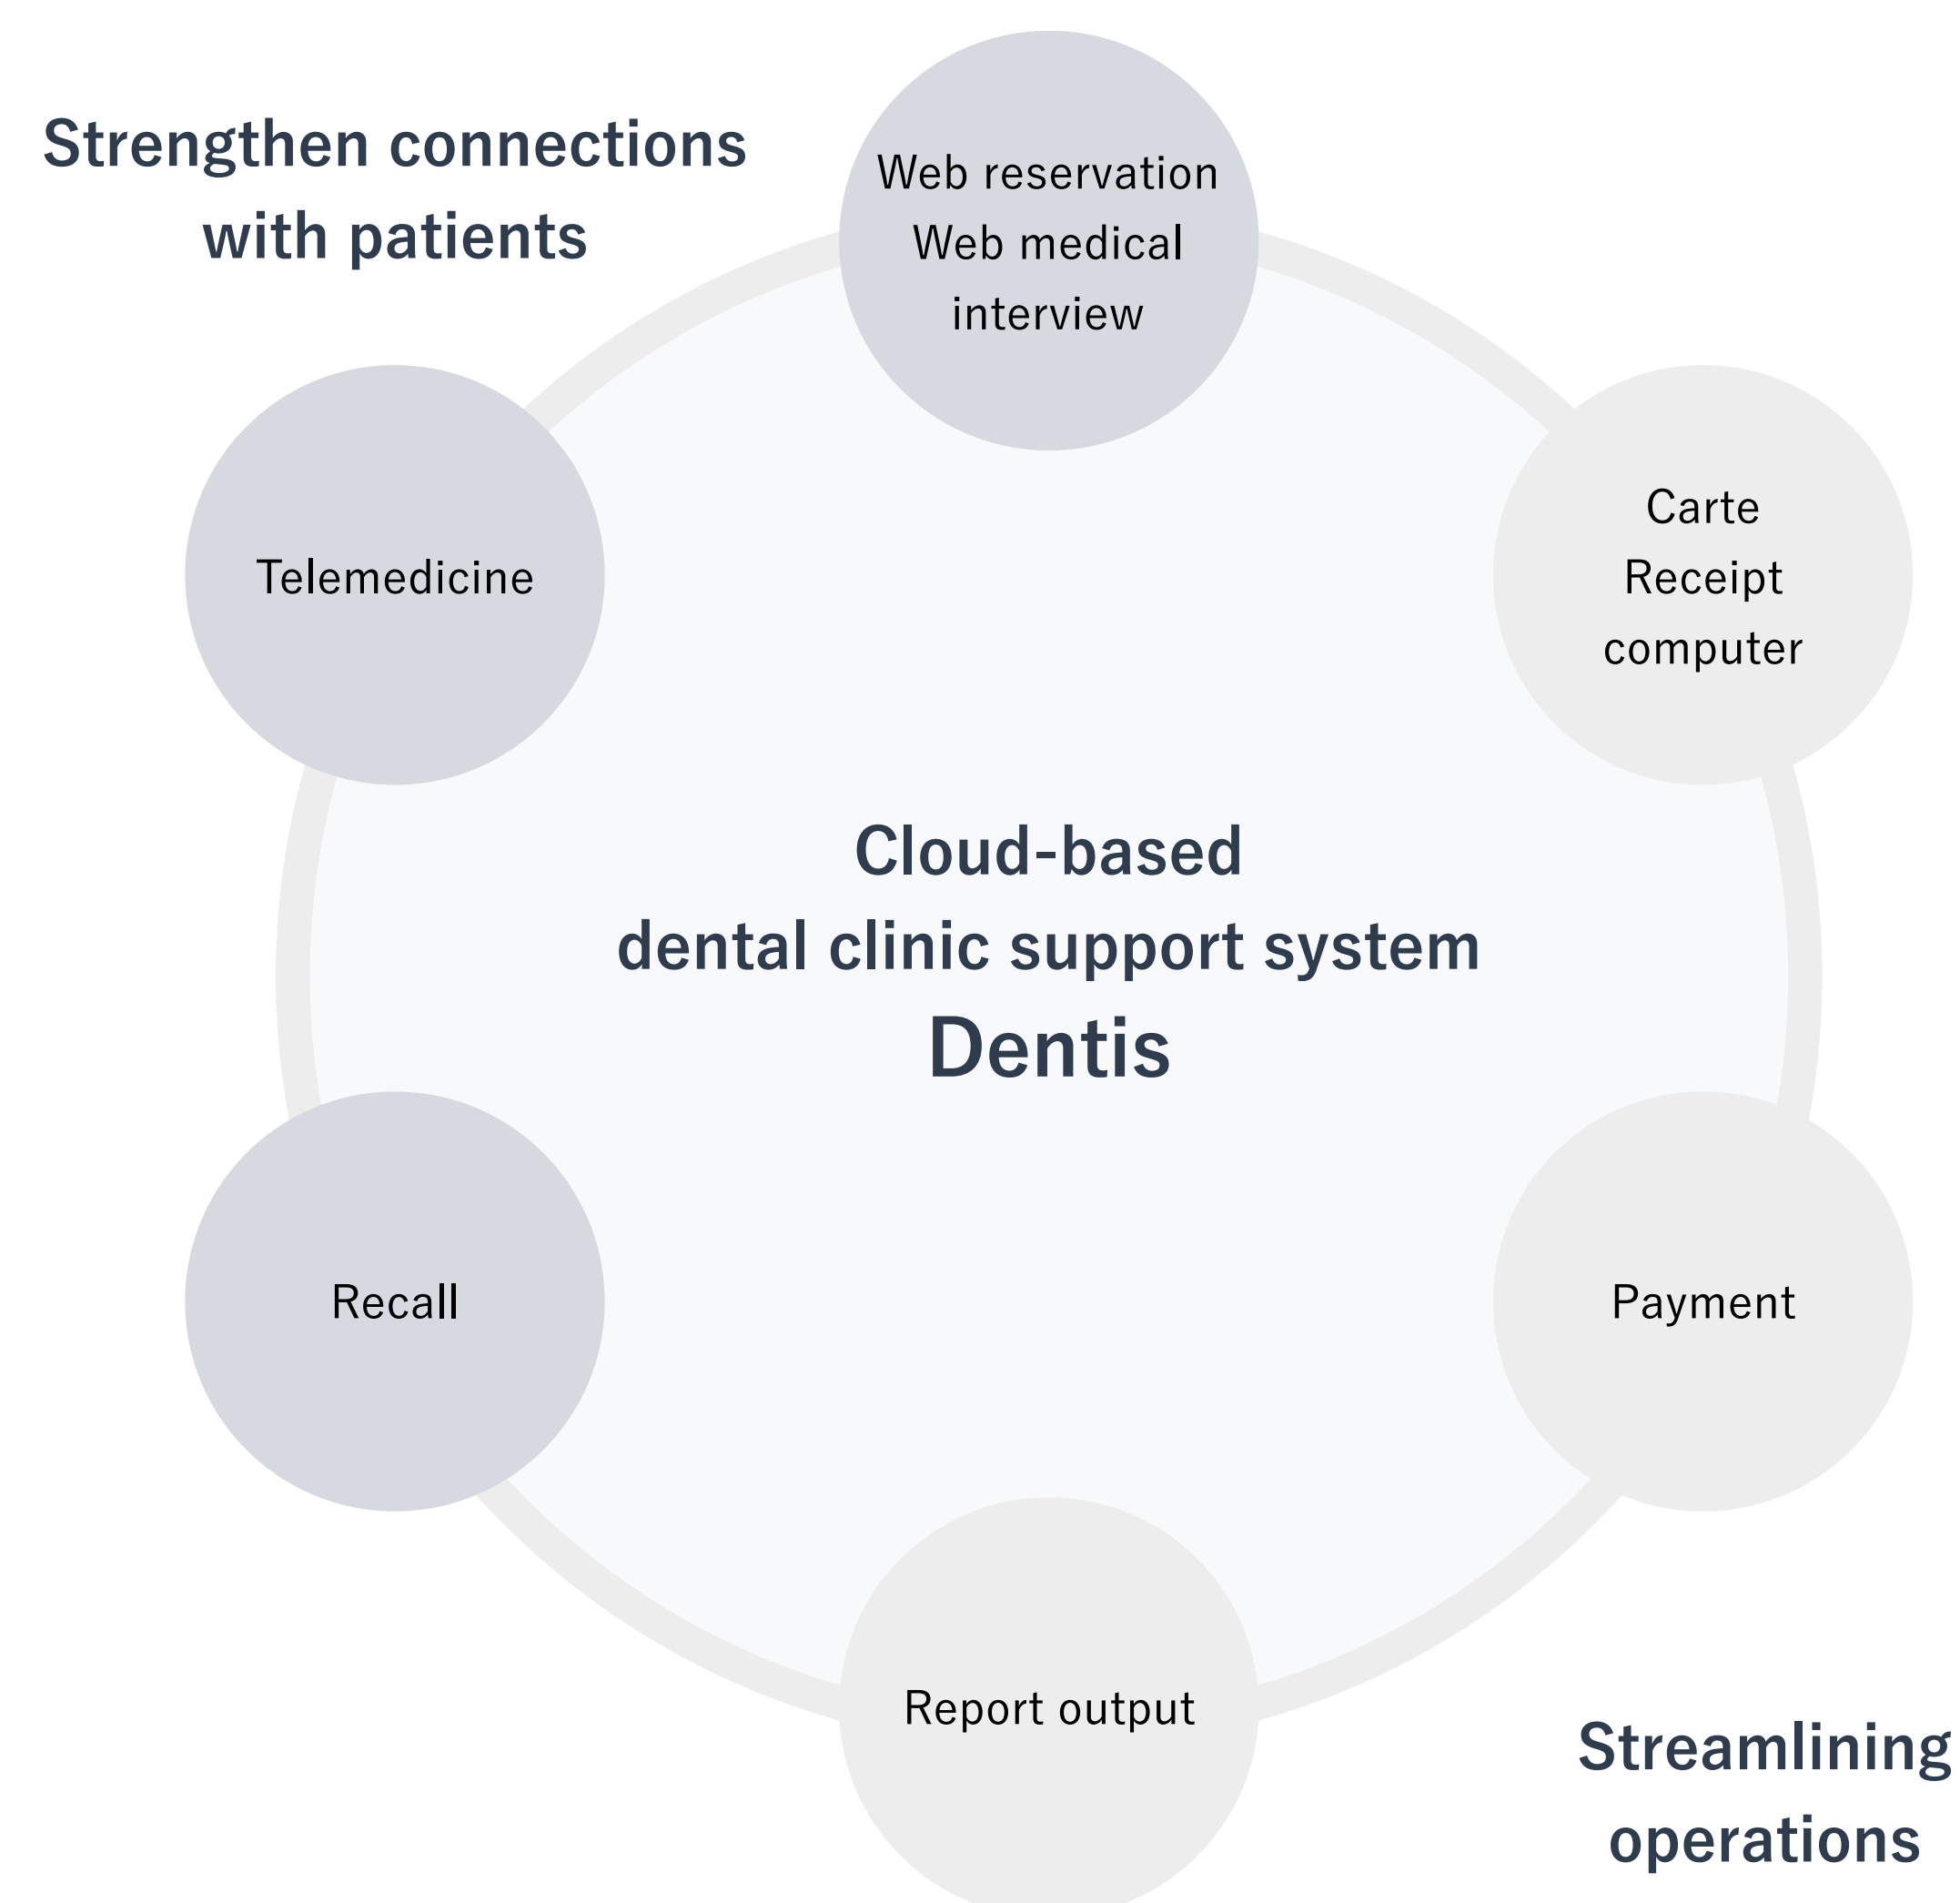 Strengthen connections
with patients
Web reservation
Web medical
interview
Telemedicine
Carte
Receipt
computer
Cloud-based
dental clinic support system
Dentis
Recall
Payment
Report output
Streamlining
operations